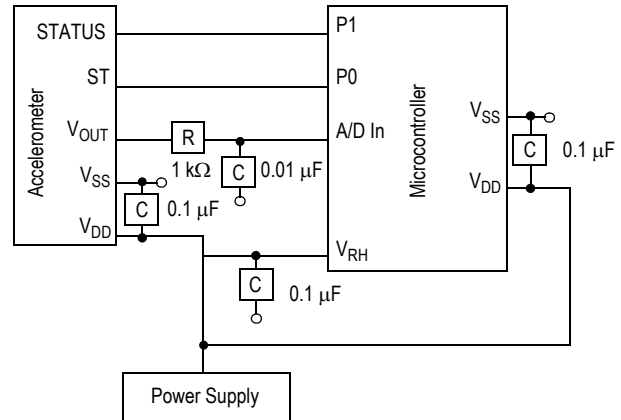 STATUS
P1
ST
P0
V_OUT
R
A/D In
1 kΩ
C
0.01 μF
V_SS
C
0.1 μF
V_DD
Accelerometer
Microcontroller
V_SS
C
0.1 μF
V_DD
V_RH
C
0.1 μF
Power Supply